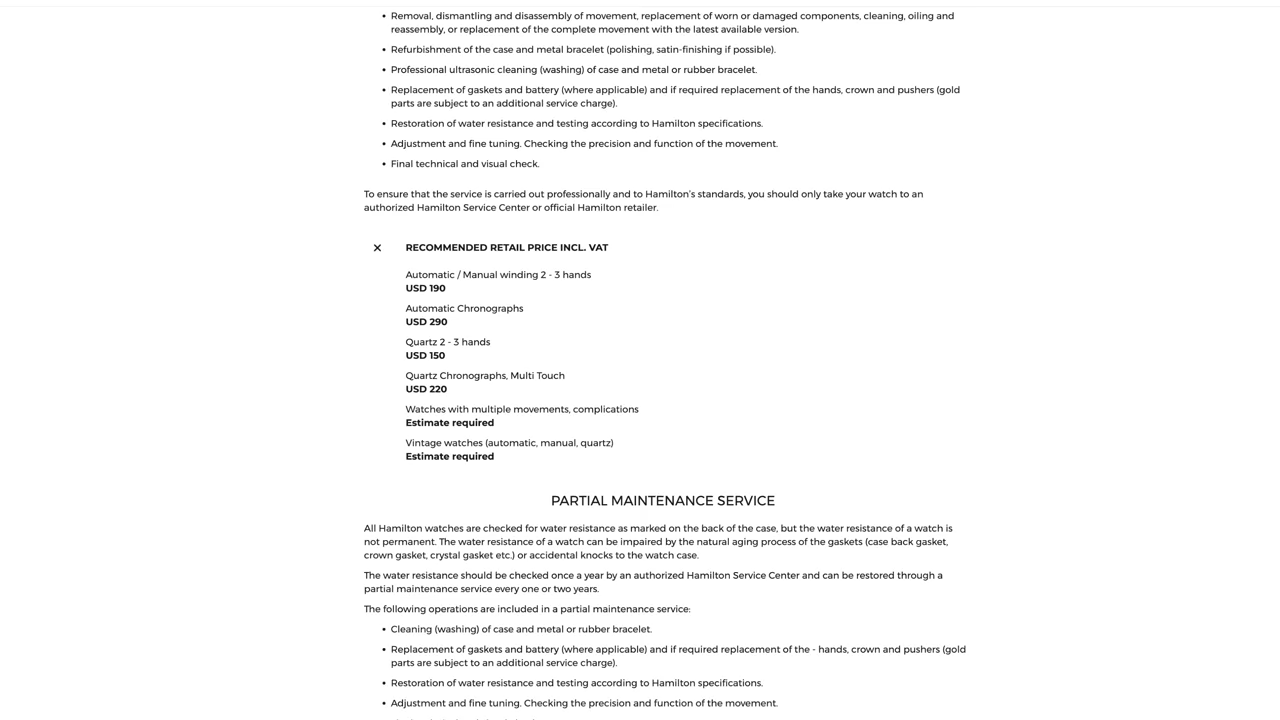 • Removal, dismantling and disassembly of movement, replacement of worn or damaged components, cleaning, oiling and
reassembly, or replacement of the complete movement with the latest available version.
• Refurbishment of the case and metal bracelet (polishing, satin-finishing if possible).
• Professional ultrasonic cleaning (washing) of case and metal or rubber bracelet.
• Replacement of gaskets and battery (where applicable) and if required replacement of the hands, crown and pushers (gold
parts are subject to an additional service charge).
• Restoration of water resistance and testing according to Hamilton specifications.
• Adjustment and fine tuning. Checking the precision and function of the movement.
• Final technical and visual check.
To ensure that the service is carried out professionally and to Hamilton's standards, you should only take your watch to an
authorized Hamilton Service Center or official Hamilton retailer.
× RECOMMENDED RETAIL PRICE INCL. VAT
Automatic / Manual winding 2 - 3 hands
USD 190
Automatic Chronographs
USD 290
Quartz 2 - 3 hands
USD 150
Quartz Chronographs, Multi Touch
USD 220
Watches with multiple movements, complications
Estimate required
Vintage watches (automatic, manual, quartz)
Estimate required
PARTIAL MAINTENANCE SERVICE
All Hamilton watches are checked for water resistance as marked on the back of the case, but the water resistance of a watch is
not permanent. The water resistance of a watch can be impaired by the natural aging process of the gaskets (case back gasket,
crown gasket, crystal gasket etc.) or accidental knocks to the watch case.
The water resistance should be checked once a year by an authorized Hamilton Service Center and can be restored through a
partial maintenance service every one or two years.
The following operations are included in a partial maintenance service:
• Cleaning (washing) of case and metal or rubber bracelet.
• Replacement of gaskets and battery (where applicable) and if required replacement of the - hands, crown and pushers (gold
parts are subject to an additional service charge).
• Restoration of water resistance and testing according to Hamilton specifications.
• Adjustment and fine tuning. Checking the precision and function of the movement.